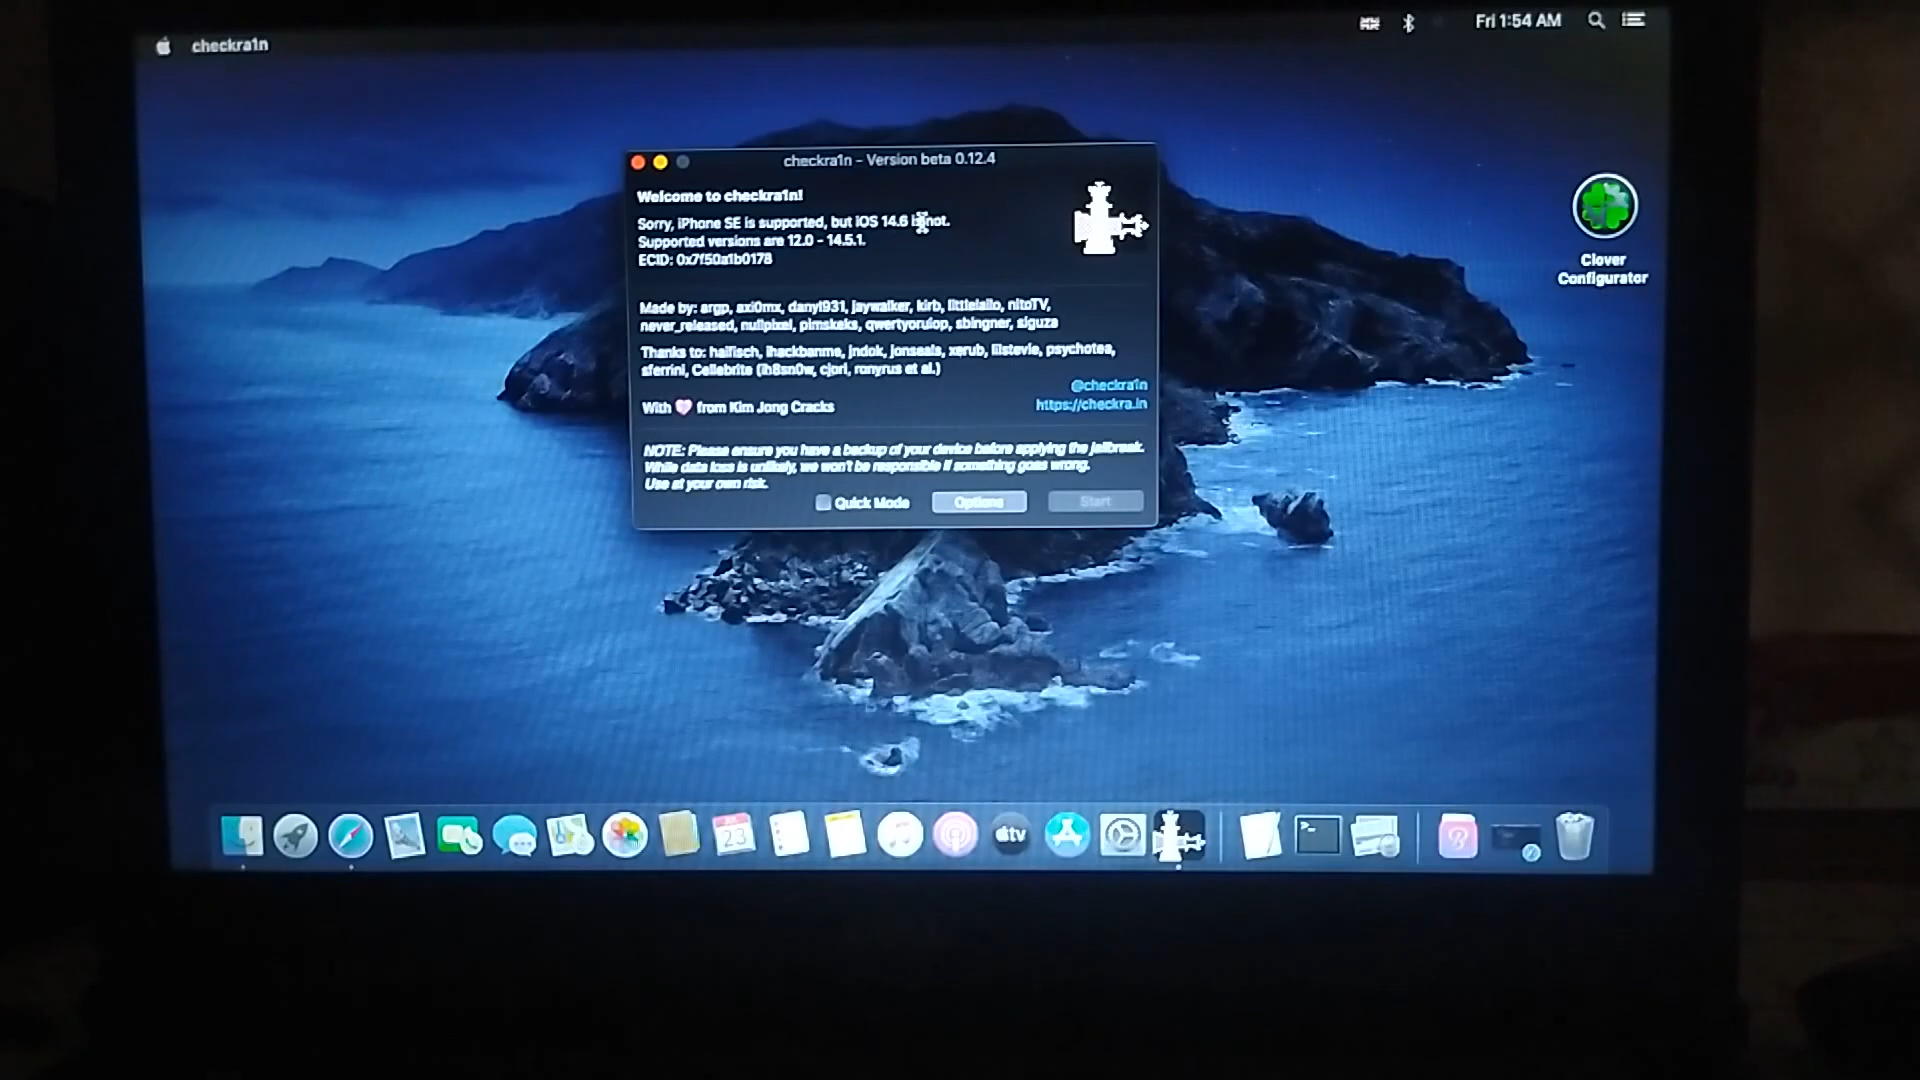 checkra1n
Fri 1:54 AM
checkra1n – Version beta 0.12.4
Welcome to checkra1n!
Sorry, iPhone SE is supported, but iOS 14.6 is not.
Supported versions are 12.0 - 14.5.1.
ECID: 0x7f50a1b0178
Made by: argp, axi0mx, danyl931, jaywalker, kirb, littlelailo, nitoTV,
never_released, nullpixel, pimskeks, qwertyoruiop, sbingner, siguza
Thanks to: haifisch, ihackbanme, jndok, jonseals, xerub, lilstevie, psychotea,
sferrini, Cellebrite (ih8sn0w, cjori, ronyrus et al.)
@checkra1n
With from Kim Jong Cracks
https://checkra.in
NOTE: Please ensure you have a backup of your device before applying the jailbreak.
While data loss is unlikely, we won't be responsible if something goes wrong.
Use at your own risk.
Quick Mode
Options
Start
Clover
Configurator
23
tv